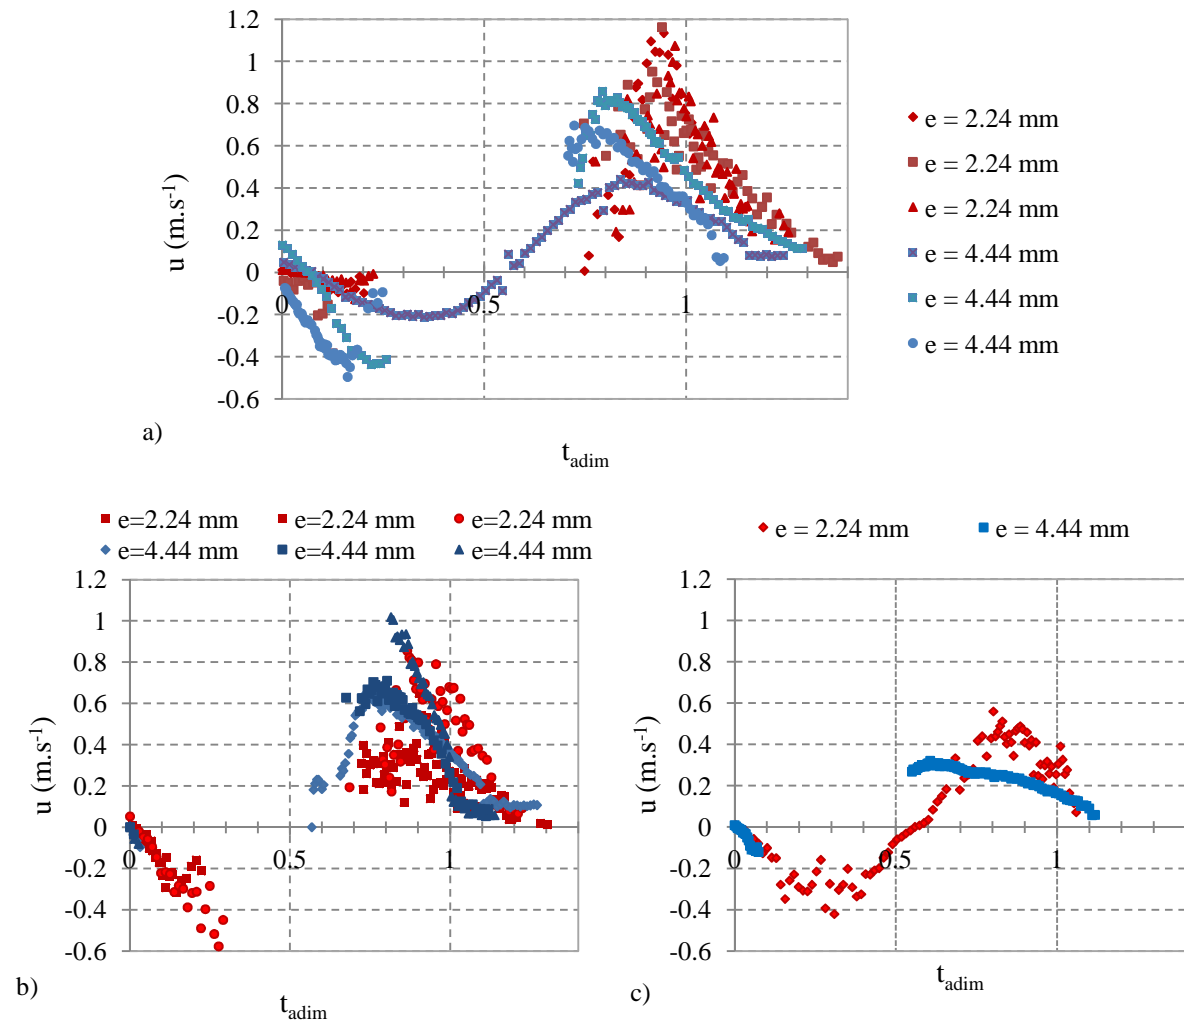 1.2
1
0.8
0.6
0.4
0.2
0
-0.2
-0.4
-0.6
0 0.5 1
u (m.s⁻¹)
t_adim
e = 2.24 mm
e = 2.24 mm
e = 2.24 mm
e = 4.44 mm
e = 4.44 mm
e = 4.44 mm
a)
e=2.24 mm e=2.24 mm e=2.24 mm
e=4.44 mm e=4.44 mm e=4.44 mm
1.2
1
0.8
0.6
0.4
0.2
0
-0.2
-0.4
-0.6
0 0.5 1
u (m.s⁻¹)
t_adim
b)
e = 2.24 mm e = 4.44 mm
1.2
1
0.8
0.6
0.4
0.2
0
-0.2
-0.4
-0.6
0 0.5 1
u (m.s⁻¹)
t_adim
c)